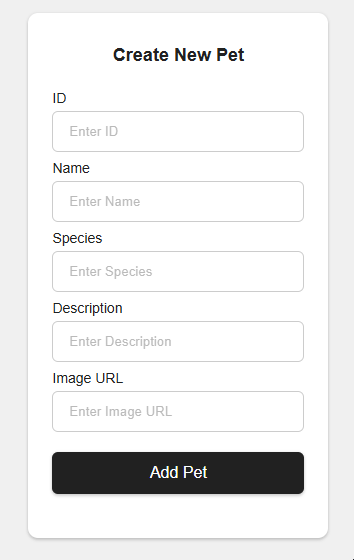 Create New Pet
ID
Enter ID
Name
Enter Name
Species
Enter Species
Description
Enter Description
Image URL
Enter Image URL
Add Pet